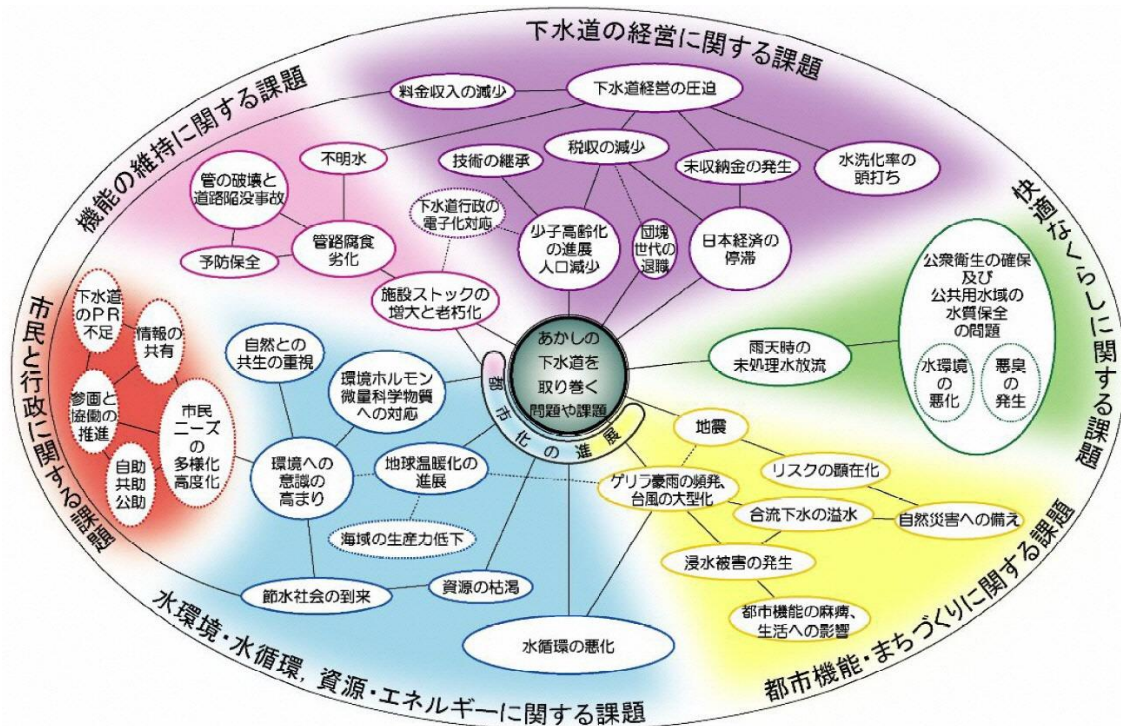 下水道の経営に関する課題
料金収入の減少
下水道経営の圧迫
機能の維持に関する課題
不明水
技術の継承
税収の減少
未収納金の発生
水洗化率の
頭打ち
管の破壊と
道路陥没事故
下水道行政の
電子化対応
少子高齢化
の進展
人口減少
団塊
世代の
退職
日本経済の
停滞
予防保全
管路腐食
劣化
施設ストックの
増大と老朽化
快適なくらしに関する課題
公衆衛生の確保
及び
公共用水域の
水質保全
の問題
水環境
の
悪化
悪臭
の
発生
雨天時の
未処理水放流
あかしの
下水道を
取り巻く
問題や課題
都市化の進展
市民と行政に関する課題
下水道
のPR
不足
情報の
共有
参画と
協働の
推進
市民
ニーズ
の
多様化
高度化
自助
共助
公助
自然との
共生の重視
環境ホルモン
微量科学物質
への対応
環境への
意識の
高まり
地球温暖化の
進展
海域の生産力低下
節水社会の到来
資源の枯渇
水循環の悪化
水環境・水循環,資源・エネルギーに関する課題
地震
リスクの顕在化
ゲリラ豪雨の頻発、
台風の大型化
合流下水の溢水
自然災害への備え
浸水被害の発生
都市機能の麻痺、
生活への影響
都市機能・まちづくりに関する課題